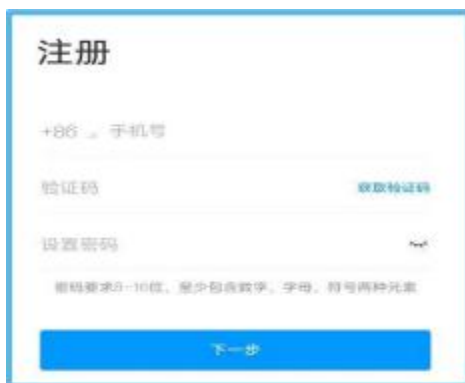 注册
+86 手机号
验证码 获取验证码
设置密码
密码要求8-16位，至少包含数字、字母、符号两种元素
下一步